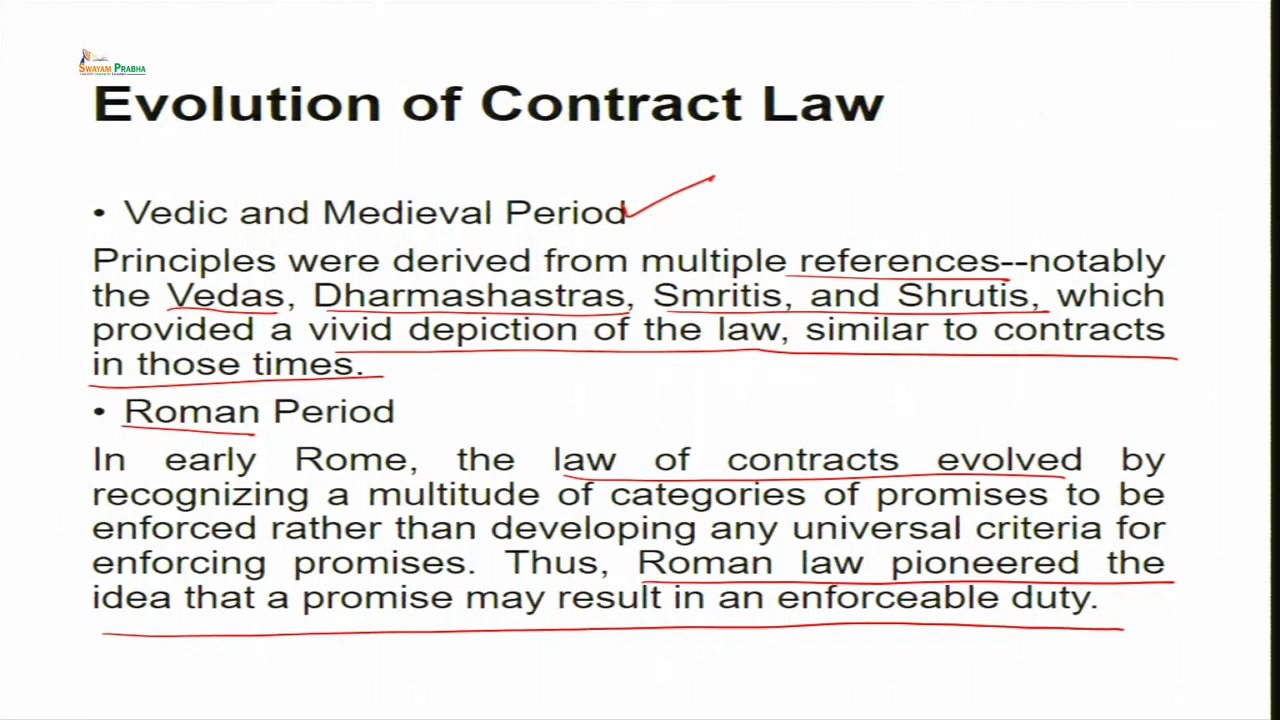 SWAYAM PRABHA
Evolution of Contract Law
• Vedic and Medieval Period
Principles were derived from multiple references--notably
the Vedas, Dharmashastras, Smritis, and Shrutis, which
provided a vivid depiction of the law, similar to contracts
in those times.
• Roman Period
In early Rome, the law of contracts evolved by
recognizing a multitude of categories of promises to be
enforced rather than developing any universal criteria for
enforcing promises. Thus, Roman law pioneered the
idea that a promise may result in an enforceable duty.